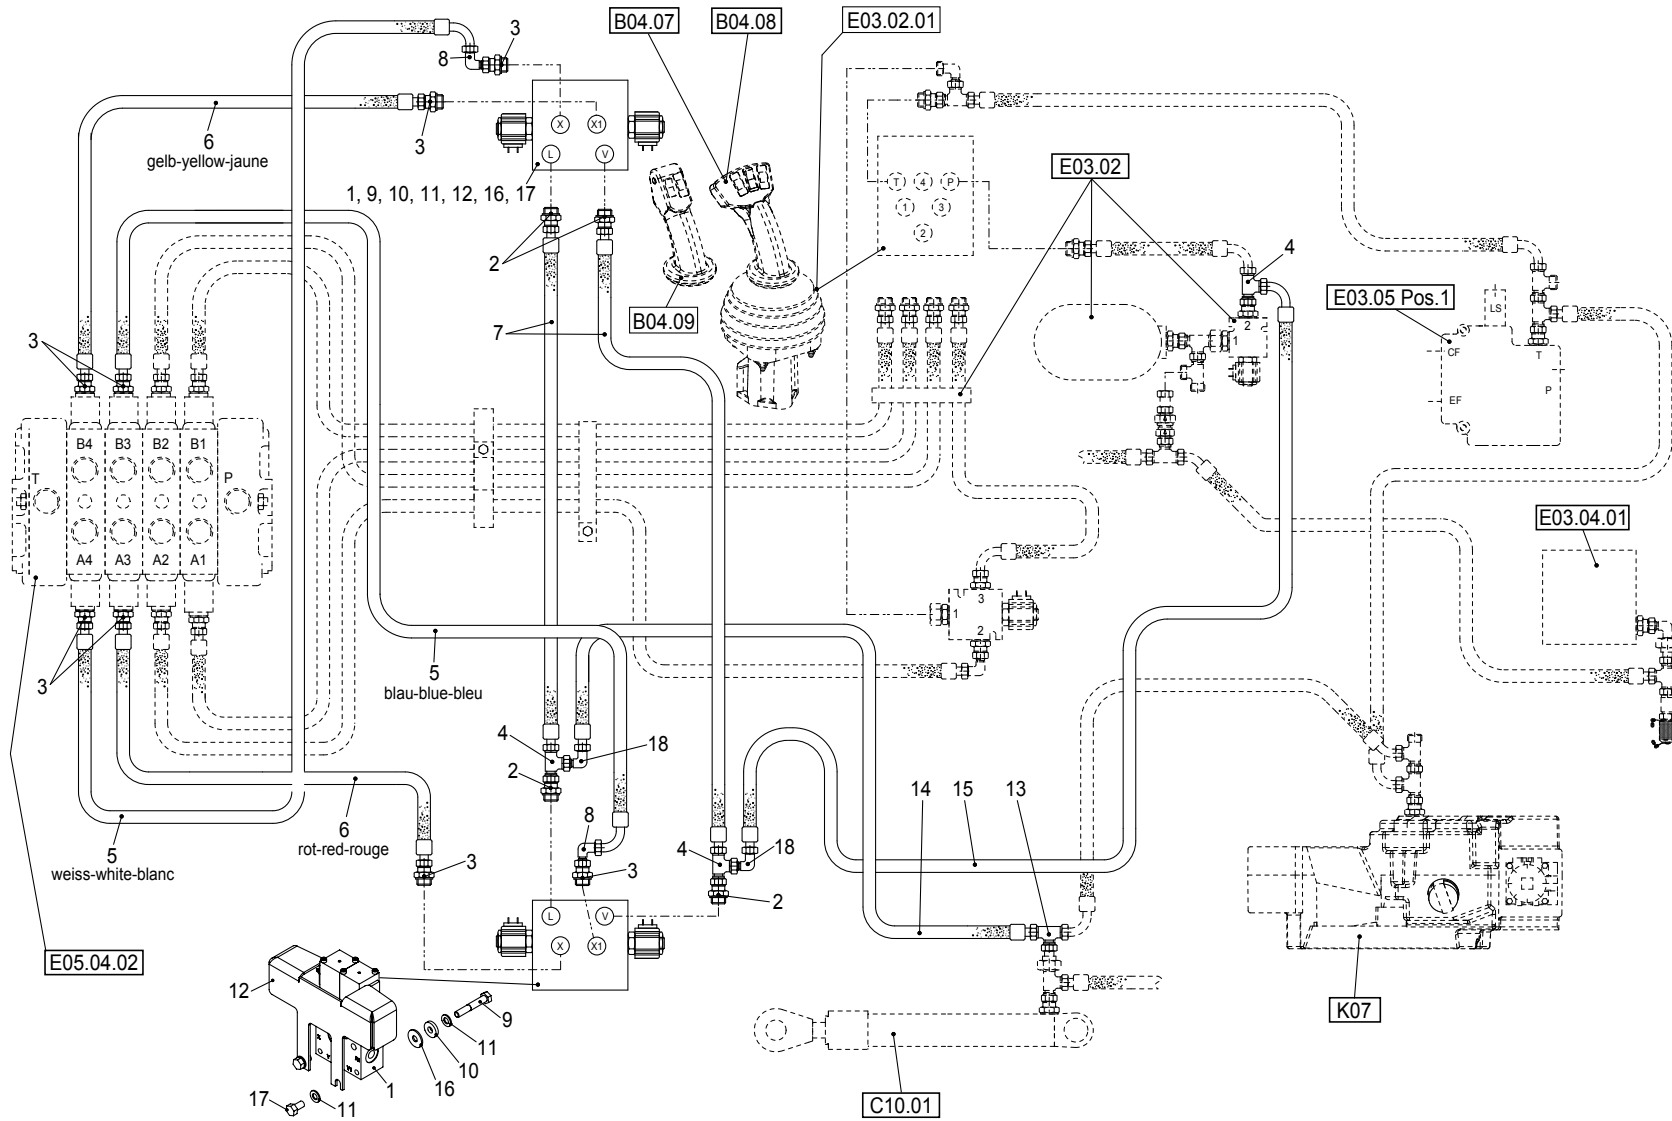 B04.07
B04.08
E03.02.01
3
8
6
gelb-yellow-jaune
3
X
X1
L
V
1, 9, 10, 11, 12, 16, 17
T
4
P
1
3
2
E03.02
4
2
B04.09
7
E03.05 Pos.1
LS
CF
T
P
EF
2
1
3
B4
B3
B2
B1
T
P
A4
A3
A2
A1
E03.04.01
3
1
2
3
5
blau-blue-bleu
4
18
2
14
15
13
6
rot-red-rouge
8
4
18
5
weiss-white-blanc
3
3
2
L
V
X
X1
E05.04.02
12
9
11
10
16
1
17
11
K07
C10.01